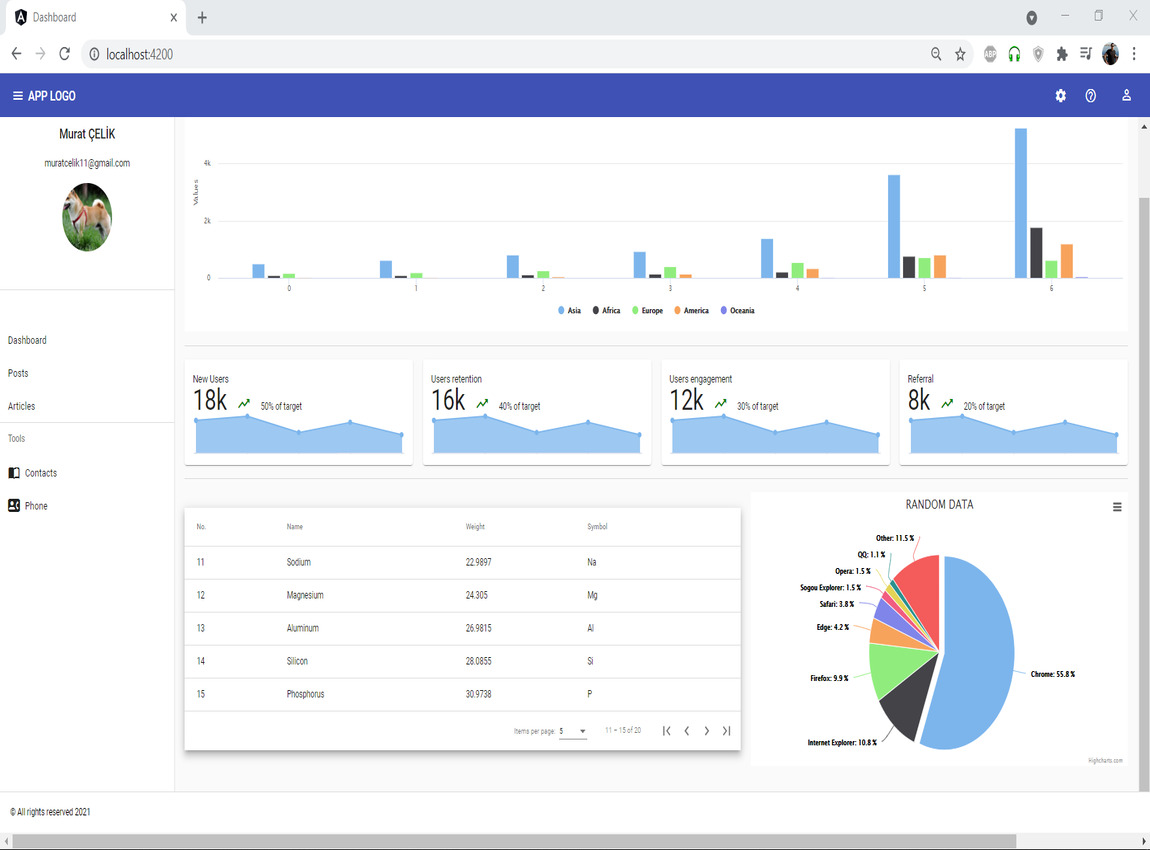 Dashboard
localhost:4200
ABP
APP LOGO
Murat ÇELİK
muratcelik11@gmail.com
Dashboard
Posts
Articles
Tools
Contacts
Phone
Values
4k
2k
0
0 1 2 3 4 5 6
Asia Africa Europe America Oceania
New Users
18k 50% of target
Users retention
16k 40% of target
Users engagement
12k 30% of target
Referral
8k 20% of target
No. Name Weight Symbol
11 Sodium 22.9897 Na
12 Magnesium 24.305 Mg
13 Aluminum 26.9815 Al
14 Silicon 28.0855 Si
15 Phosphorus 30.9738 P
Items per page: 5 11 – 15 of 20
RANDOM DATA
Other: 11.5 %
QQ: 1.1 %
Opera: 1.5 %
Sogou Explorer: 1.5 %
Safari: 3.8 %
Edge: 4.2 %
Firefox: 9.9 %
Internet Explorer: 10.8 %
Chrome: 55.8 %
Highcharts.com
© All rights reserved 2021